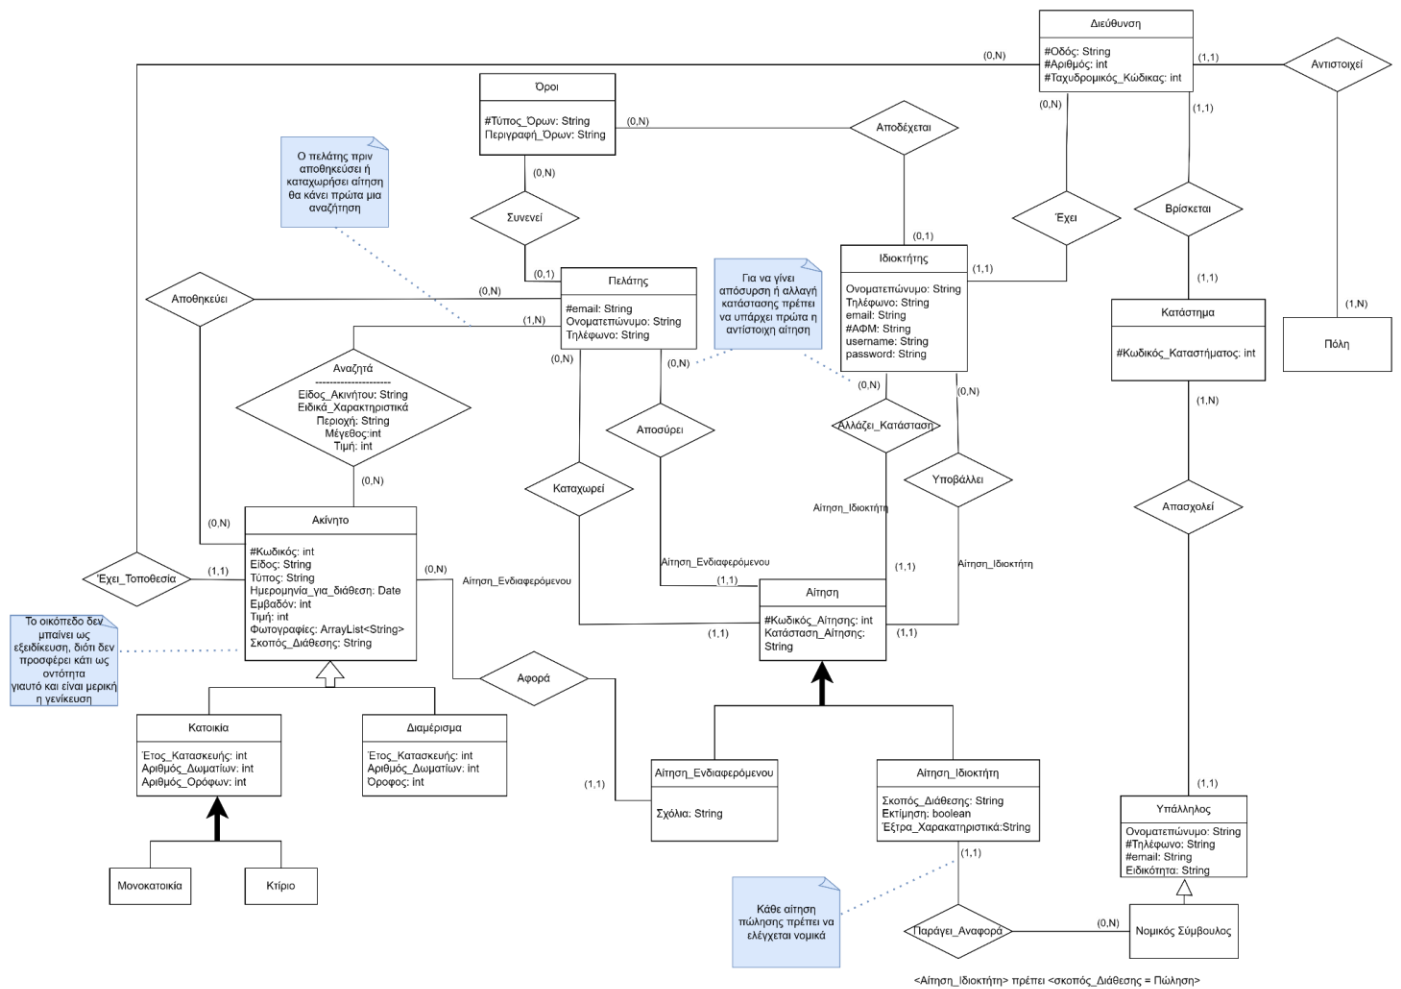 Διεύθυνση
#Οδός: String
#Αριθμός: int
#Ταχυδρομικός_Κώδικας: int
(0,N)
(1,1)
Αντιστοιχεί
(0,N)
(1,1)
Όροι
#Τύπος_Όρων: String
Περιγραφή_Όρων: String
(0,N)
Αποδέχεται
(0,N)
Ο πελάτης πριν
αποθηκεύσει ή
καταχωρήσει αίτηση
θα κάνει πρώτα μια
αναζήτηση
Συνενεί
Έχει
Βρίσκεται
(0,1)
(0,1)
(1,1)
(1,1)
Πελάτης
#email: String
Ονοματεπώνυμο: String
Τηλέφωνο: String
Για να γίνει
απόσυρση ή αλλαγή
κατάστασης πρέπει
να υπάρχει πρώτα η
αντίστοιχη αίτηση
Ιδιοκτήτης
Ονοματεπώνυμο: String
Τηλέφωνο: String
email: String
#ΑΦΜ: String
username: String
password: String
Κατάστημα
#Κωδικός_Καταστήματος: int
(1,N)
Πόλη
Αποθηκεύει
(0,N)
(1,N)
(0,N)
(0,N)
(0,N)
(0,N)
(1,N)
Αναζητά
---------------------
Είδος_Ακινήτου: String
Ειδικά_Χαρακτηριστικά
Περιοχή: String
Μέγεθος:int
Τιμή: int
(0,N)
Αποσύρει
Αλλάζει_Κατάσταση
Καταχωρεί
Υποβάλλει
Απασχολεί
Αίτηση_Ιδιοκτήτη
(0,N)
Ακίνητο
#Κωδικός: int
Είδος: String
Τύπος: String
Ημερομηνία_για_διάθεση: Date
Εμβαδόν: int
Τιμή: int
Φωτογραφίες: ArrayList<String>
Σκοπός_Διάθεσης: String
Έχει_Τοποθεσία
(1,1)
(0,N)
Αίτηση_Ενδιαφερόμενου
Αίτηση_Ενδιαφερόμενου
(1,1)
(1,1)
Αίτηση_Ιδιοκτήτη
Αίτηση
#Κωδικός_Αίτησης: int
Κατάσταση_Αίτησης:
String
(1,1)
(1,1)
Το οικόπεδο δεν
μπαίνει ως
εξειδίκευση, διότι δεν
προσφέρει κάτι ως
οντότητα
γιαυτό και είναι μερική
η γενίκευση
Αφορά
Κατοικία
Έτος_Κατασκευής: int
Αριθμός_Δωματίων: int
Αριθμός_Ορόφων: int
Διαμέρισμα
Έτος_Κατασκευής: int
Αριθμός_Δωματίων: int
Όροφος: int
(1,1)
Αίτηση_Ενδιαφερόμενου
Σχόλια: String
Αίτηση_Ιδιοκτήτη
Σκοπός_Διάθεσης: String
Εκτίμηση: boolean
Έξτρα_Χαρακατηριστικά:String
(1,1)
(1,1)
Υπάλληλος
Ονοματεπώνυμο: String
#Τηλέφωνο: String
#email: String
Ειδικότητα: String
Μονοκατοικία
Κτίριο
Κάθε αίτηση
πώλησης πρέπει να
ελέγχεται νομικά
Παράγει_Αναφορά
(0,N)
Νομικός Σύμβουλος
<Αίτηση_Ιδιοκτήτη> πρέπει <σκοπός_Διάθεσης = Πώληση>